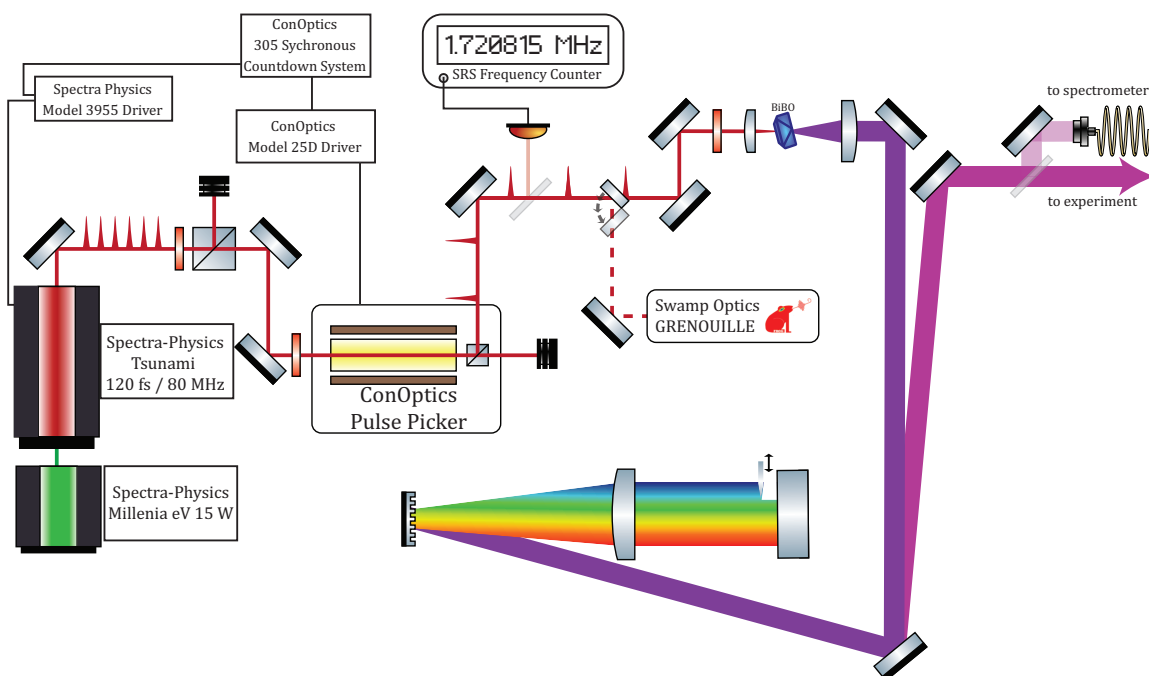 ConOptics
305 Sychronous
Countdown System
1.720815 MHz
SRS Frequency Counter
Spectra Physics
Model 3955 Driver
ConOptics
Model 25D Driver
BiBO
to spectrometer
to experiment
Swamp Optics
GRENOUILLE
Spectra-Physics
Tsunami
120 fs / 80 MHz
ConOptics
Pulse Picker
Spectra-Physics
Millenia eV 15 W